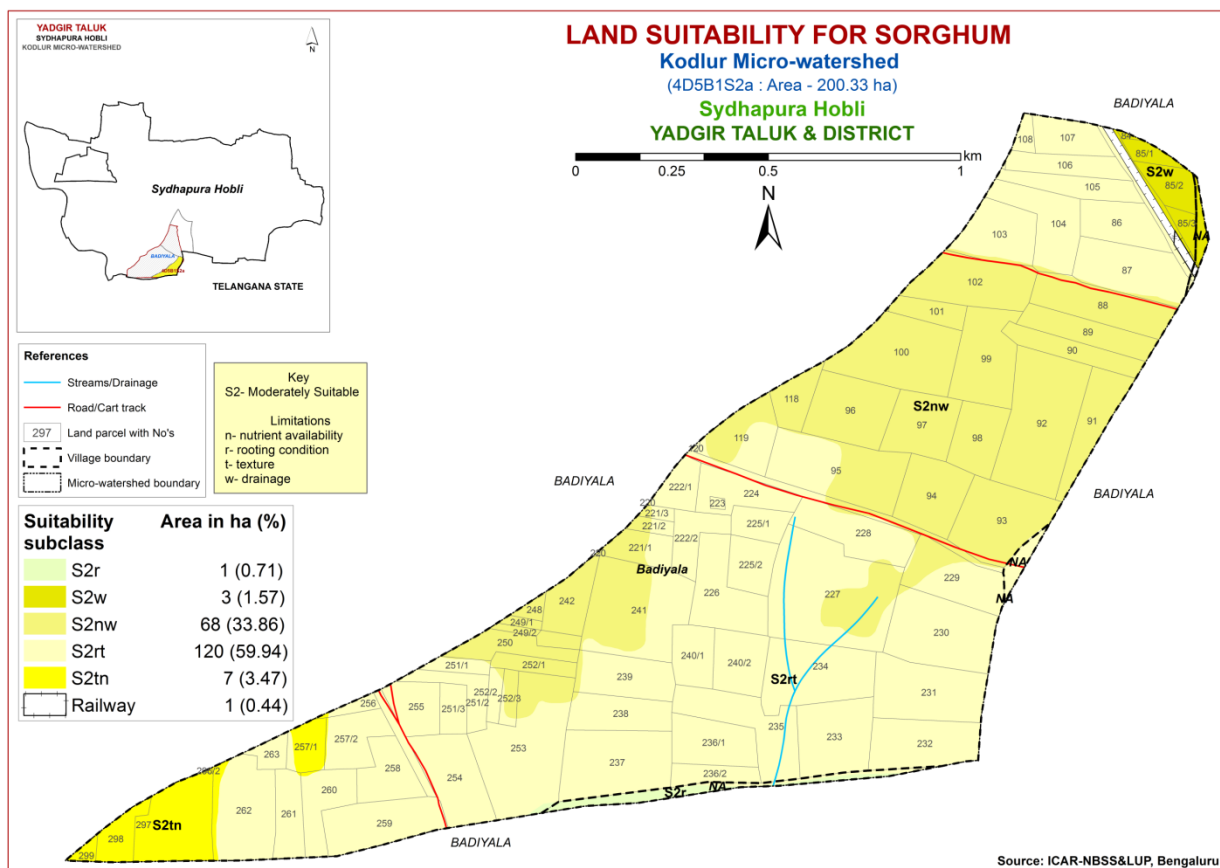 YADGIR TALUK
SYDHAPURA HOBLI
KODLUR MICRO-WATERSHED
N
Sydhapura Hobli
BADIYALA
4D5B1S2a
TELANGANA STATE
LAND SUITABILITY FOR SORGHUM
Kodlur Micro-watershed
(4D5B1S2a : Area - 200.33 ha)
Sydhapura Hobli
YADGIR TALUK & DISTRICT
km
0 0.25 0.5 1
N
References
Streams/Drainage
Road/Cart track
297 Land parcel with No's
Village boundary
Micro-watershed boundary
Key
S2- Moderately Suitable
Limitations
n- nutrient availability
r- rooting condition
t- texture
w- drainage
Suitability subclass Area in ha (%)
S2r 1 (0.71)
S2w 3 (1.57)
S2nw 68 (33.86)
S2rt 120 (59.94)
S2tn 7 (3.47)
Railway 1 (0.44)
BADIYALA
108 107 84
85/1
106 S2w
105 85/2
104 86 85/3
103 NA
87
102 88
101 89
100 99 90
118 96 S2nw 92 91
97
119 98
120 95
BADIYALA BADIYALA
222/1 224 94
220 223 93
221/3
221/2 225/1 228
222/2
220 221/1
Badiyala 225/2 NA
229
226 227 NA
242 241
248
249/1
249/2 230
250
240/1 240/2 234
251/1 252/1
239 S2rt
252/2 231
256 255 251/3 251/2 252/3
238
235 233
257/1 257/2 253 236/1 232
263
258 237
254 236/2
296/2 260 NA
S2r
262 261
297 S2tn 259
298
299
BADIYALA
Source: ICAR-NBSS&LUP, Bengaluru